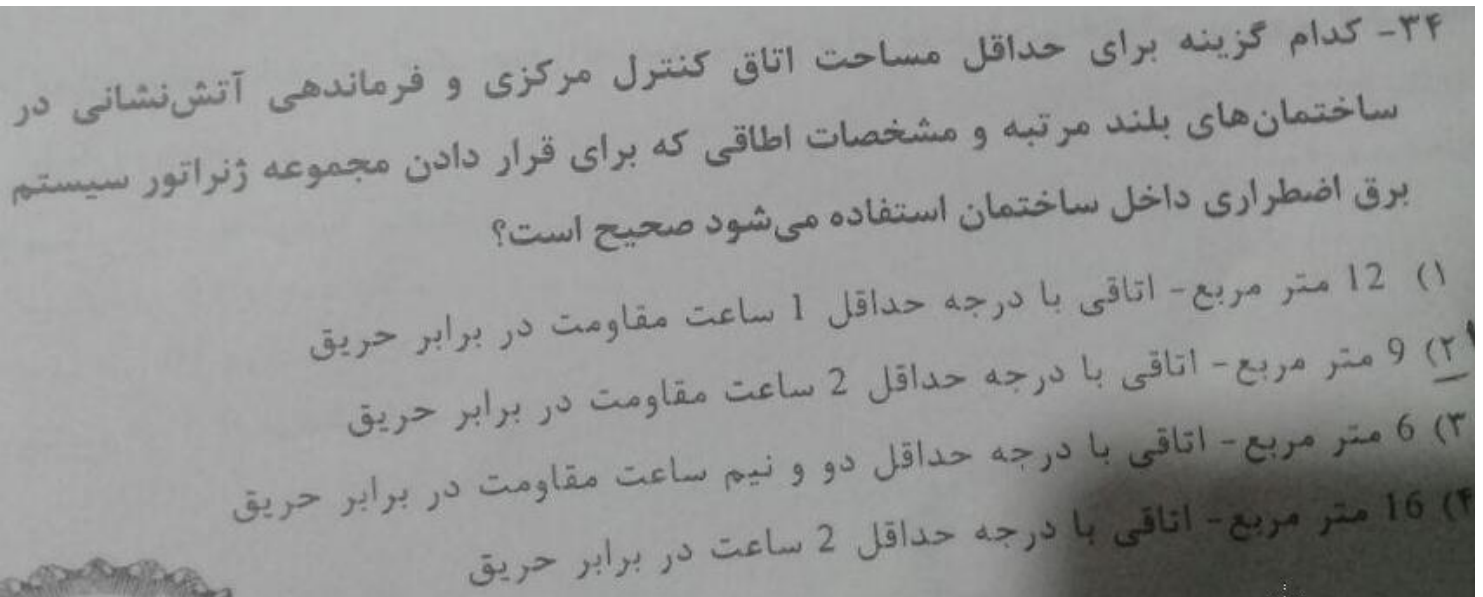 ۳۴- کدام گزینه برای حداقل مساحت اتاق کنترل مرکزی و فرماندهی آتش‌نشانی در
ساختمان‌های بلند مرتبه و مشخصات اطاقی که برای قرار دادن مجموعه ژنراتور سیستم
برق اضطراری داخل ساختمان استفاده می‌شود صحیح است؟
۱) 12 متر مربع- اتاقی با درجه حداقل 1 ساعت مقاومت در برابر حریق
۲) 9 متر مربع- اتاقی با درجه حداقل 2 ساعت مقاومت در برابر حریق
۳) 6 متر مربع- اتاقی با درجه حداقل دو و نیم ساعت مقاومت در برابر حریق
۴) 16 متر مربع- اتاقی با درجه حداقل 2 ساعت در برابر حریق